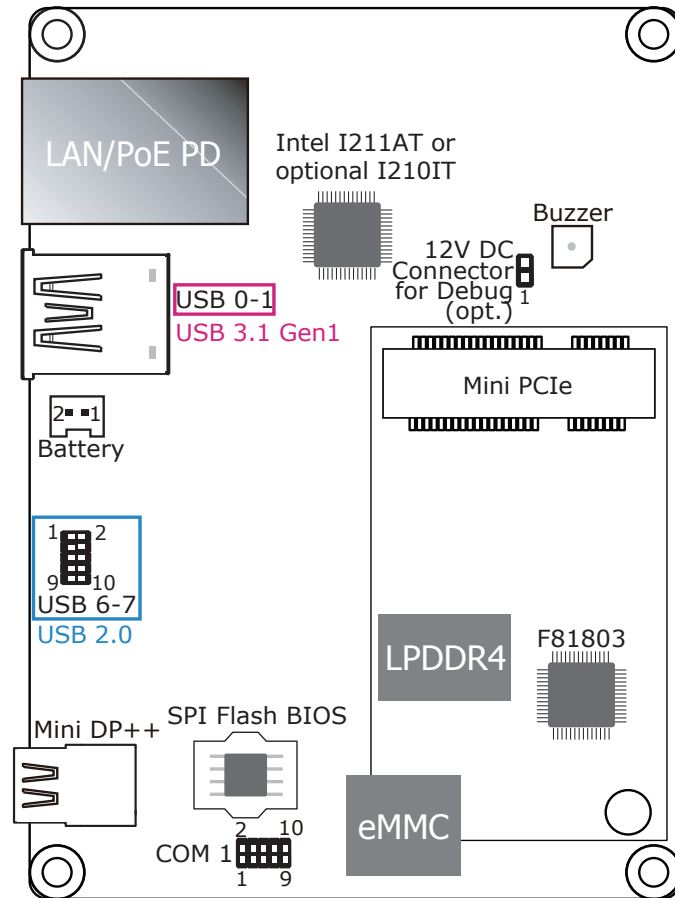 LAN/PoE PD
Intel I211AT or
optional I210IT
Buzzer
12V DC
Connector
for Debug
(opt.)
1
USB 0-1
USB 3.1 Gen1
Mini PCIe
2 1
Battery
1 2
9 10
USB 6-7
USB 2.0
LPDDR4
F81803
SPI Flash BIOS
Mini DP++
eMMC
2 10
COM 1
1 9